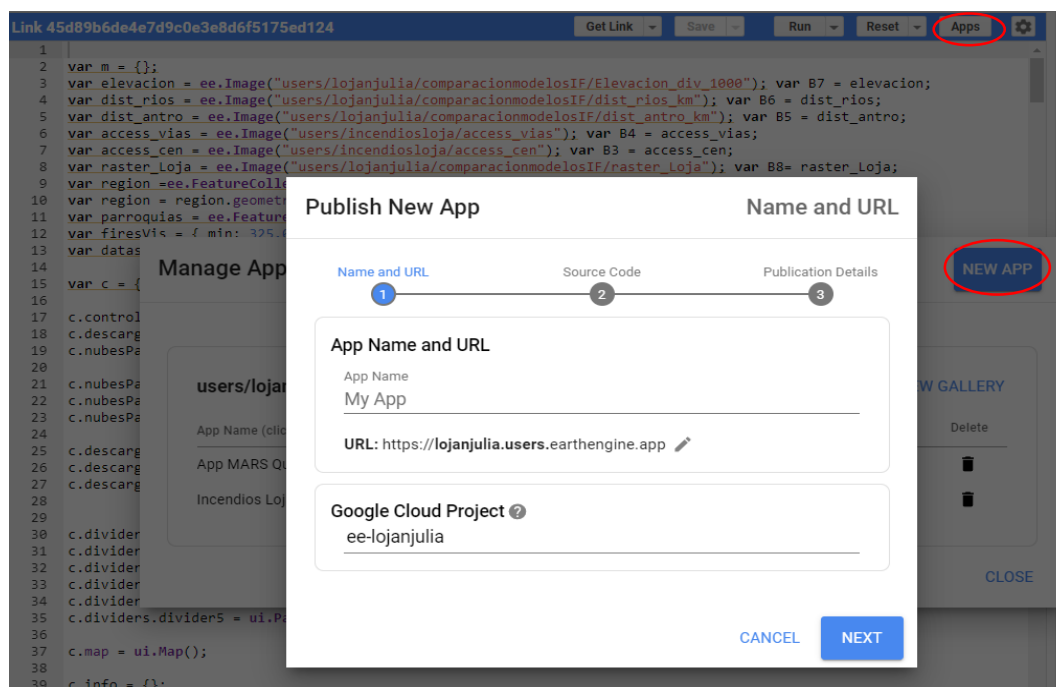 Link 45d89b6de4e7d9c0e3e8d6f5175ed124 Get Link Save Run Reset Apps
1
2 var m = {};
3 var elevacion = ee.Image("users/lojanjulia/comparacionmodelosIF/Elevacion_div_1000"); var B7 = elevacion;
4 var dist_rios = ee.Image("users/lojanjulia/comparacionmodelosIF/dist_rios_km"); var B6 = dist_rios;
5 var dist_antro = ee.Image("users/lojanjulia/comparacionmodelosIF/dist_antro_km"); var B5 = dist_antro;
6 var access_vias = ee.Image("users/incendiosloja/access_vias"); var B4 = access_vias;
7 var access_cen = ee.Image("users/incendiosloja/access_cen"); var B3 = access_cen;
8 var raster_Loja = ee.Image("users/lojanjulia/comparacionmodelosIF/raster_Loja"); var B8= raster_Loja;
9 var region =ee.FeatureColle
10 var region = region.geometr
11 var parroquias = ee.Feature
12 var firesVis = { min: 325.
13 var datas
14
15 var c = {
16
17 c.control
18 c.descarg
19 c.nubesPa
20
21 c.nubesPa
22 c.nubesPa
23 c.nubesPa
24
25 c.descarg
26 c.descarg
27 c.descarg
28
29
30 c.divider
31 c.divider
32 c.divider
33 c.divider
34 c.divider
35 c.dividers.divider5 = ui.Pa
36
37 c.map = ui.Map();
38
39 c.info = {};
Manage App
NEW APP
users/lojan
W GALLERY
App Name (clic
Delete
App MARS Qu
Incendios Loj
CLOSE
Publish New App Name and URL
Name and URL Source Code Publication Details
1 2 3
App Name and URL
App Name
My App
URL: https://lojanjulia.users.earthengine.app
Google Cloud Project ?
ee-lojanjulia
CANCEL NEXT